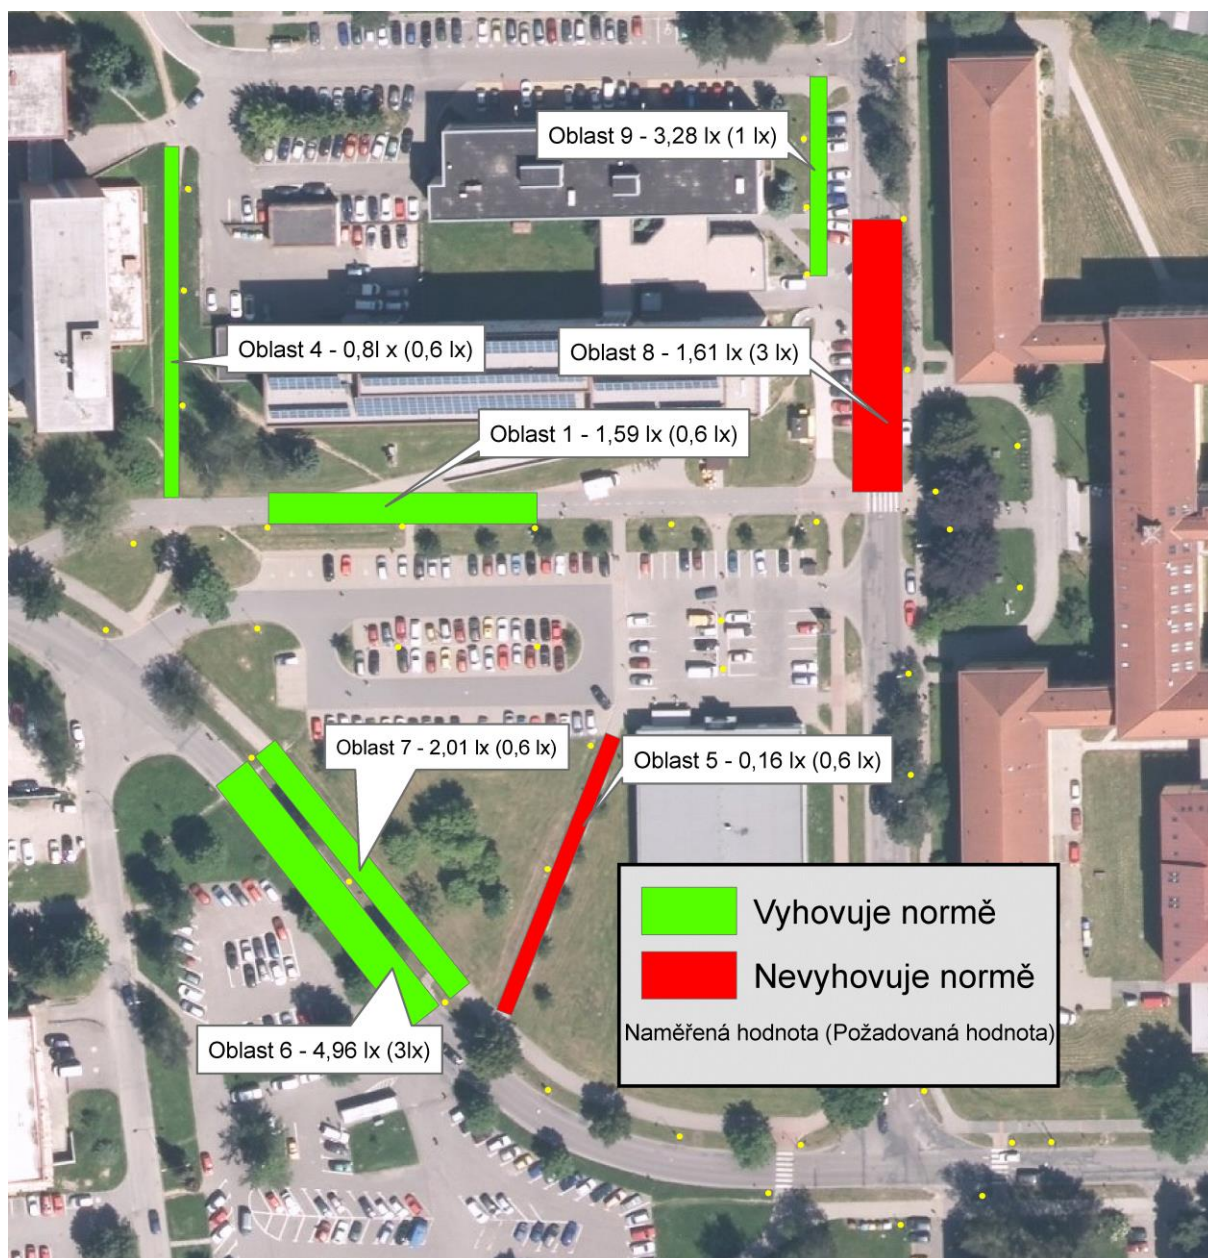 Oblast 9 - 3,28 lx (1 lx)
Oblast 4 - 0,8l x (0,6 lx)
Oblast 8 - 1,61 lx (3 lx)
Oblast 1 - 1,59 lx (0,6 lx)
Oblast 7 - 2,01 lx (0,6 lx)
Oblast 5 - 0,16 lx (0,6 lx)
Oblast 6 - 4,96 lx (3lx)
Vyhovuje normě
Nevyhovuje normě
Naměřená hodnota (Požadovaná hodnota)